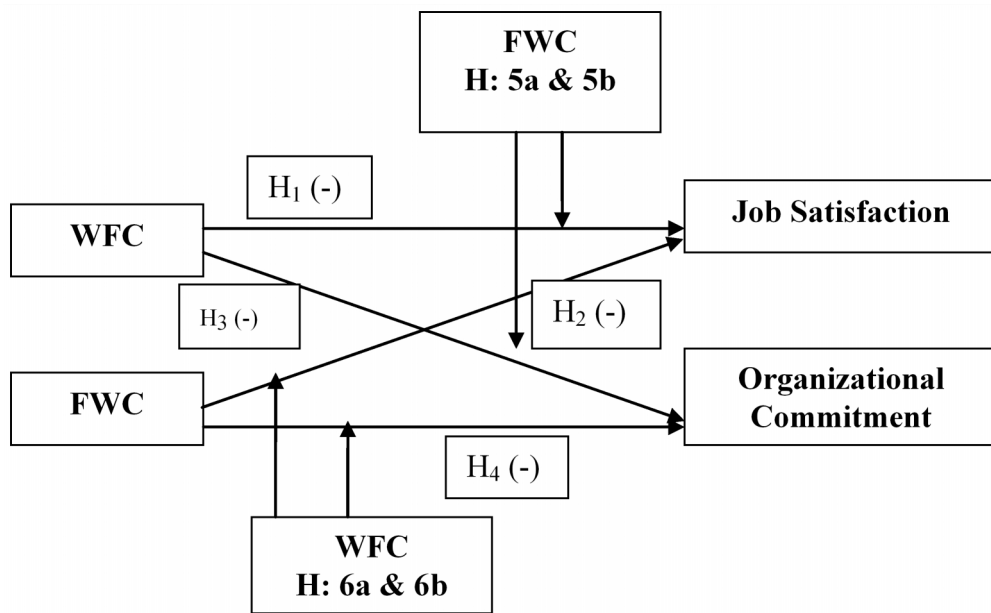 FWC
H: 5a & 5b
H₁ (-)
WFC
Job Satisfaction
H₃ (-)
H₂ (-)
FWC
Organizational
Commitment
H₄ (-)
WFC
H: 6a & 6b